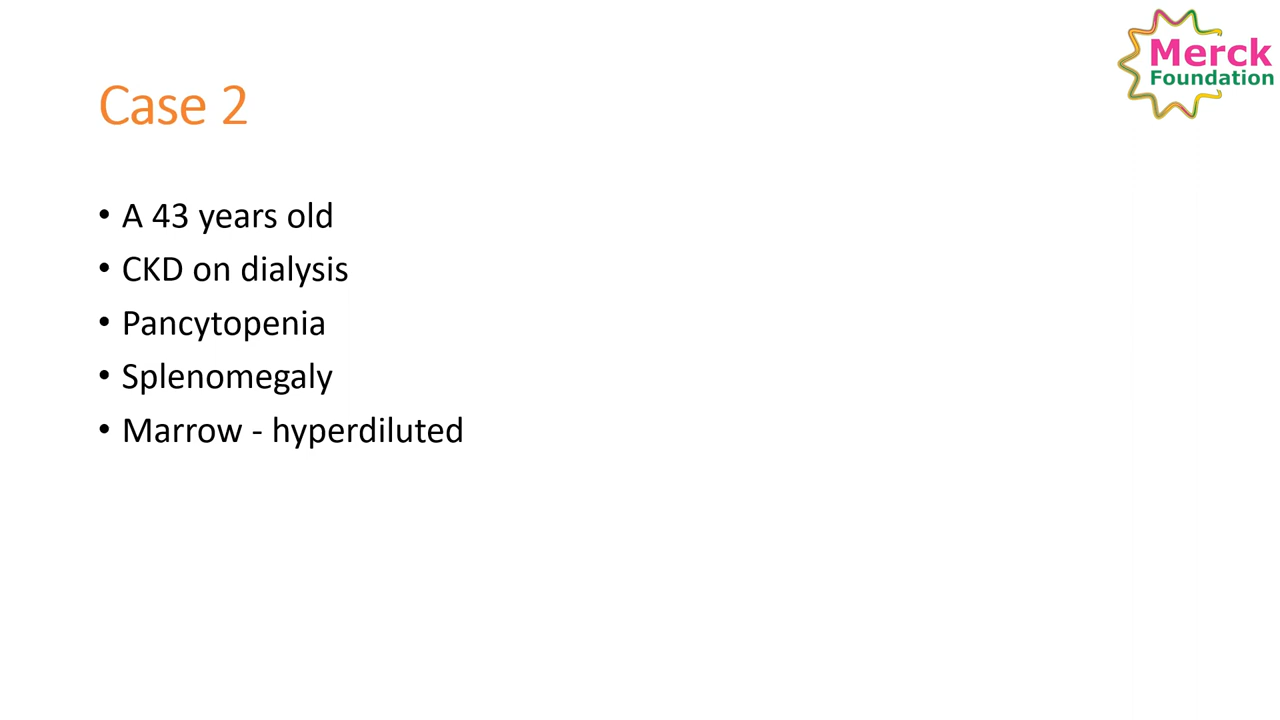 Merck
Foundation
Case 2
• A 43 years old
• CKD on dialysis
• Pancytopenia
• Splenomegaly
• Marrow - hyperdiluted